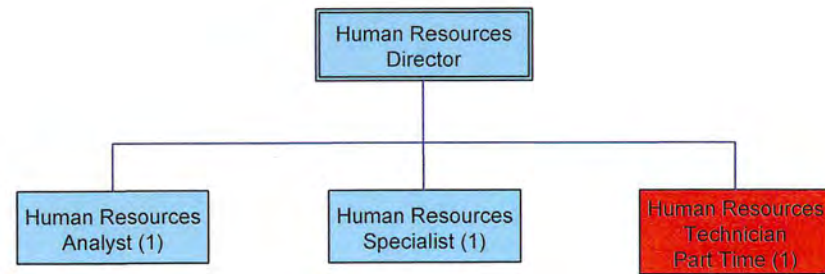 Human Resources
Director
Human Resources
Analyst (1)
Human Resources
Specialist (1)
Human Resources
Technician
Part Time (1)